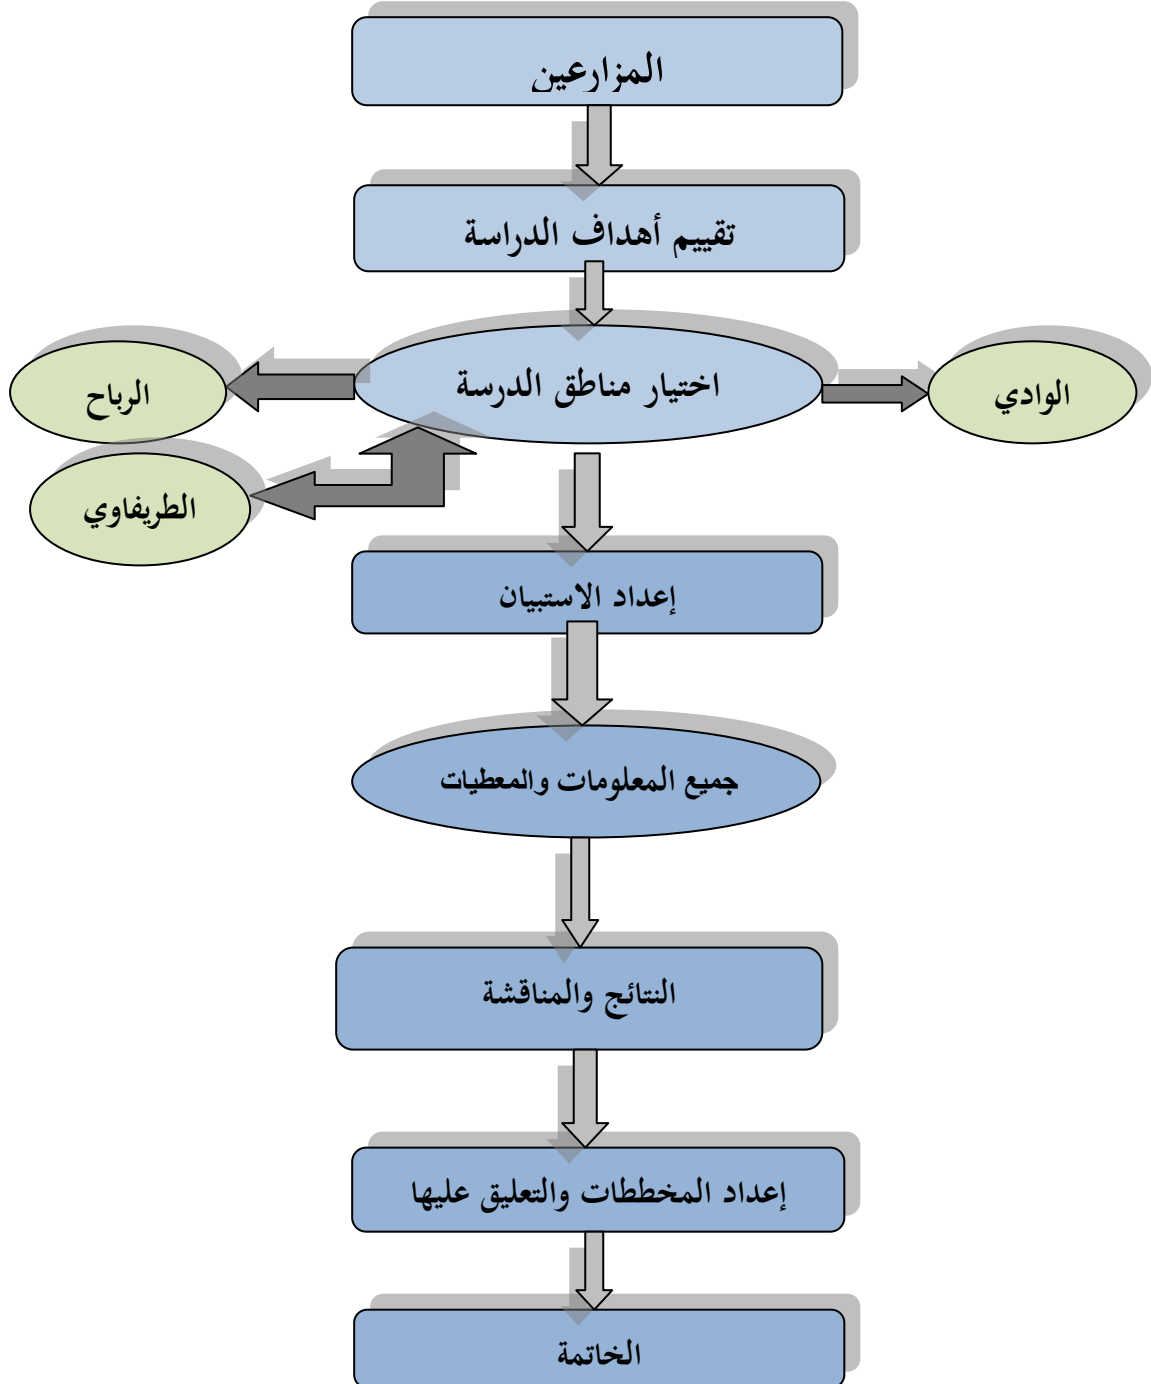 المزارعين
تقييم أهداف الدراسة
اختيار مناطق الدرسة
الوادي
الرباح
الطريفاوي
إعداد الاستبيان
جميع المعلومات والمعطيات
النتائج والمناقشة
إعداد المخططات والتعليق عليها
الخاتمة